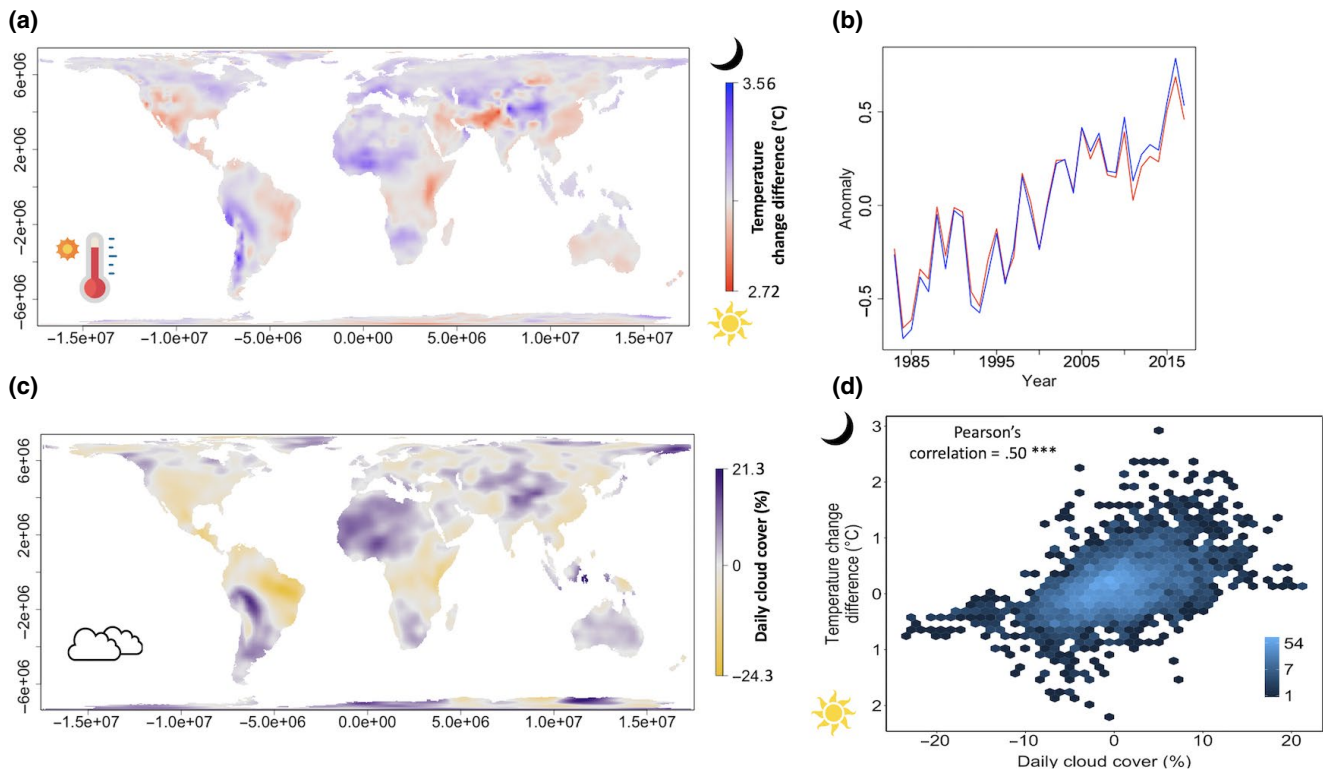 (a)
6e+06
2e+06
−2e+06
−6e+06
−1.5e+07
−1.0e+07
−5.0e+06
0.0e+00
5.0e+06
1.0e+07
1.5e+07
3.56
Temperature
change difference (°C)
2.72
(b)
0.5
0.0
−0.5
Anomaly
1985
1995
2005
2015
Year
(c)
6e+06
2e+06
−2e+06
−6e+06
−1.5e+07
−1.0e+07
−5.0e+06
0.0e+00
5.0e+06
1.0e+07
1.5e+07
21.3
0
−24.3
Daily cloud cover (%)
(d)
Pearson's
correlation = .50 ***
3
2
1
0
1
2
Temperature change
difference (°C)
54
7
1
−20
−10
0
10
20
Daily cloud cover (%)